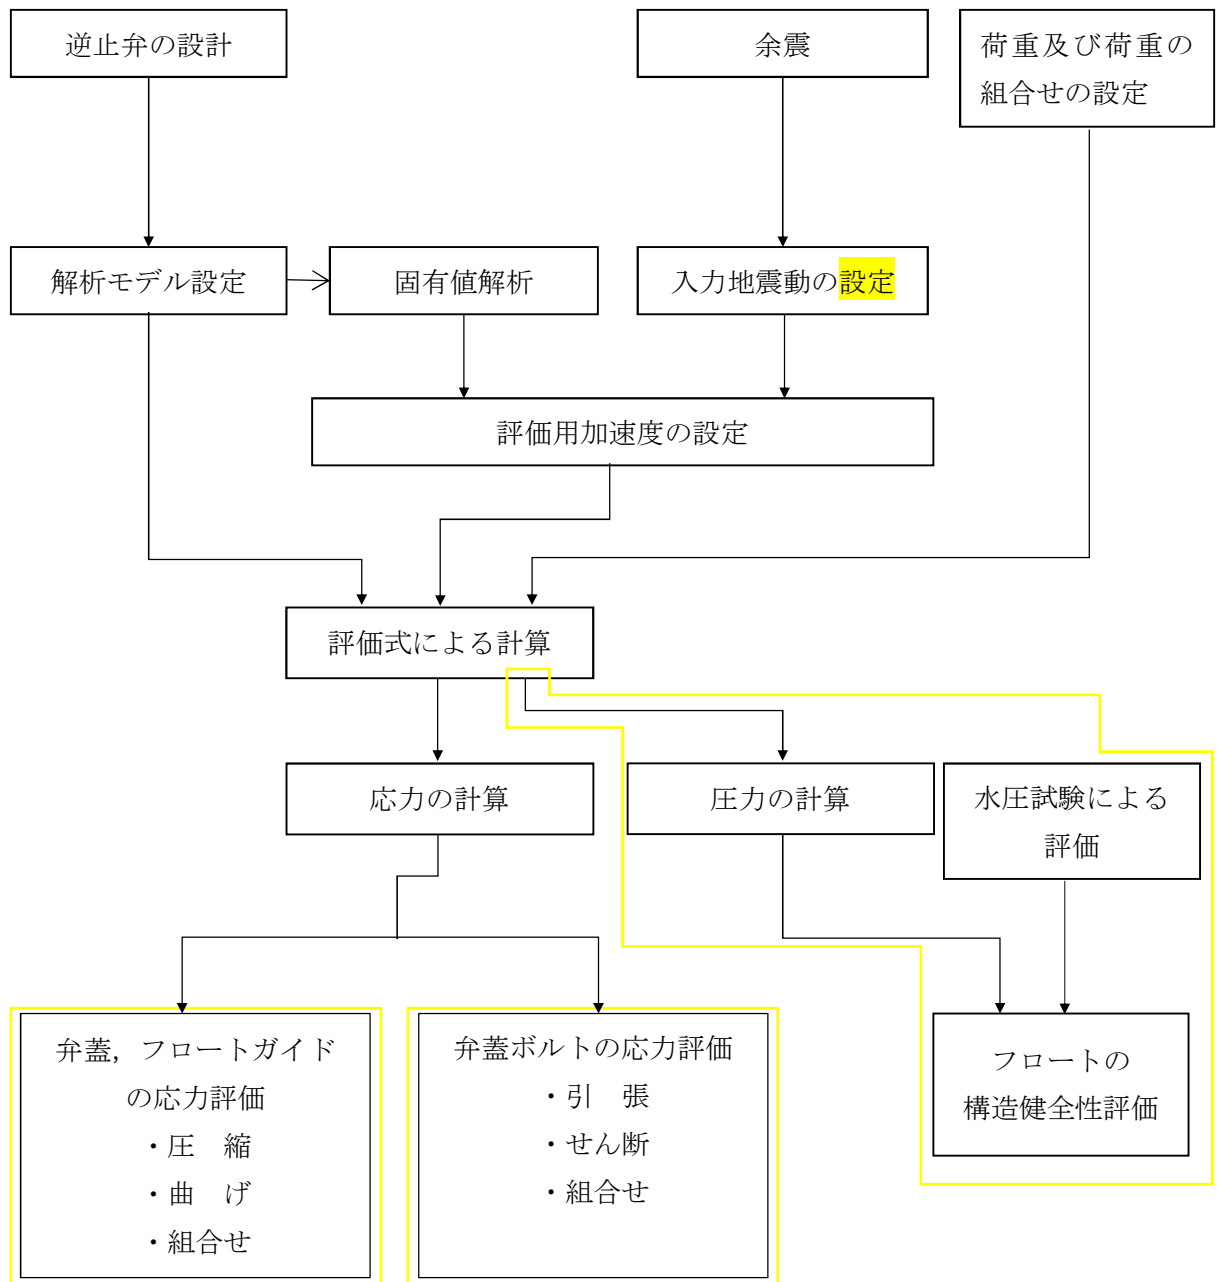 逆止弁の設計
余震
荷重及び荷重の
組合せの設定
解析モデル設定
固有値解析
入力地震動の設定
評価用加速度の設定
評価式による計算
応力の計算
圧力の計算
水圧試験による
評価
弁蓋，フロートガイド
の応力評価
・圧　縮
・曲　げ
・組合せ
弁蓋ボルトの応力評価
・引　張
・せん断
・組合せ
フロートの
構造健全性評価